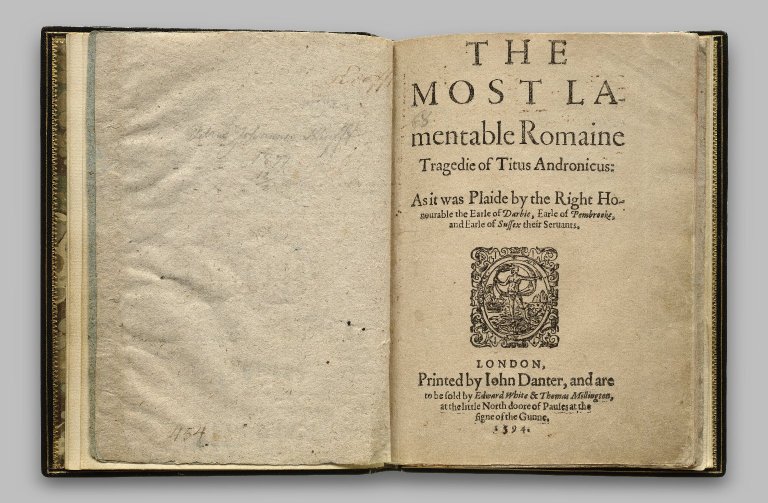 1594
THE
MOST LA-
mentable Romaine
Tragedie of Titus Andronicus:
As it was Plaide by the Right Ho-
nourable the Earle of Darbie, Earle of Pembrooke,
and Earle of Sussex their Seruants.
LONDON,
Printed by Iohn Danter, and are
to be sold by Edward White & Thomas Millington,
at the little North doore of Paules at the
signe of the Gunne.
1594.